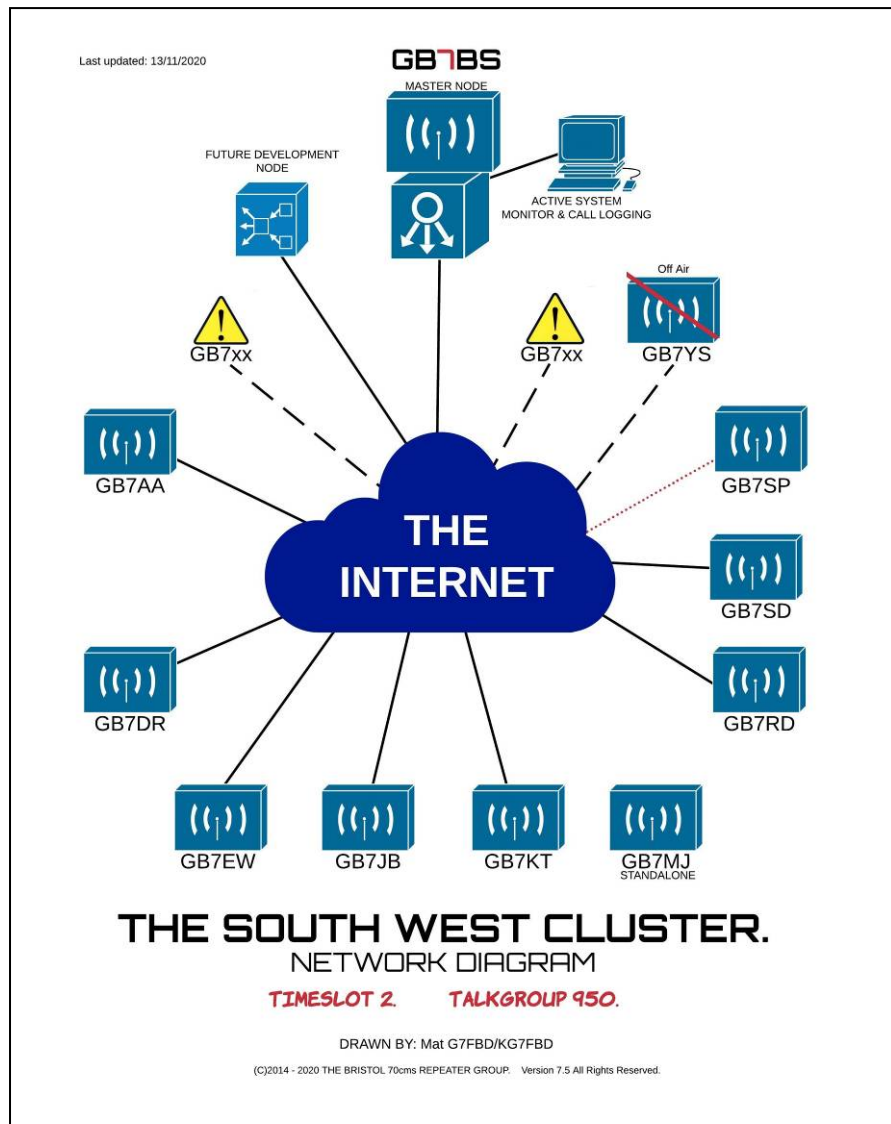 Last updated: 13/11/2020
GB7BS
MASTER NODE
FUTURE DEVELOPMENT
NODE
ACTIVE SYSTEM
MONITOR & CALL LOGGING
Off Air
GB7xx
GB7xx
GB7YS
GB7AA
GB7SP
THE
INTERNET
GB7SD
GB7DR
GB7RD
GB7EW
GB7JB
GB7KT
GB7MJ
STANDALONE
THE SOUTH WEST CLUSTER.
NETWORK DIAGRAM
TIMESLOT 2. TALKGROUP 950.
DRAWN BY: Mat G7FBD/KG7FBD
(C)2014 - 2020 THE BRISTOL 70cms REPEATER GROUP. Version 7.5 All Rights Reserved.